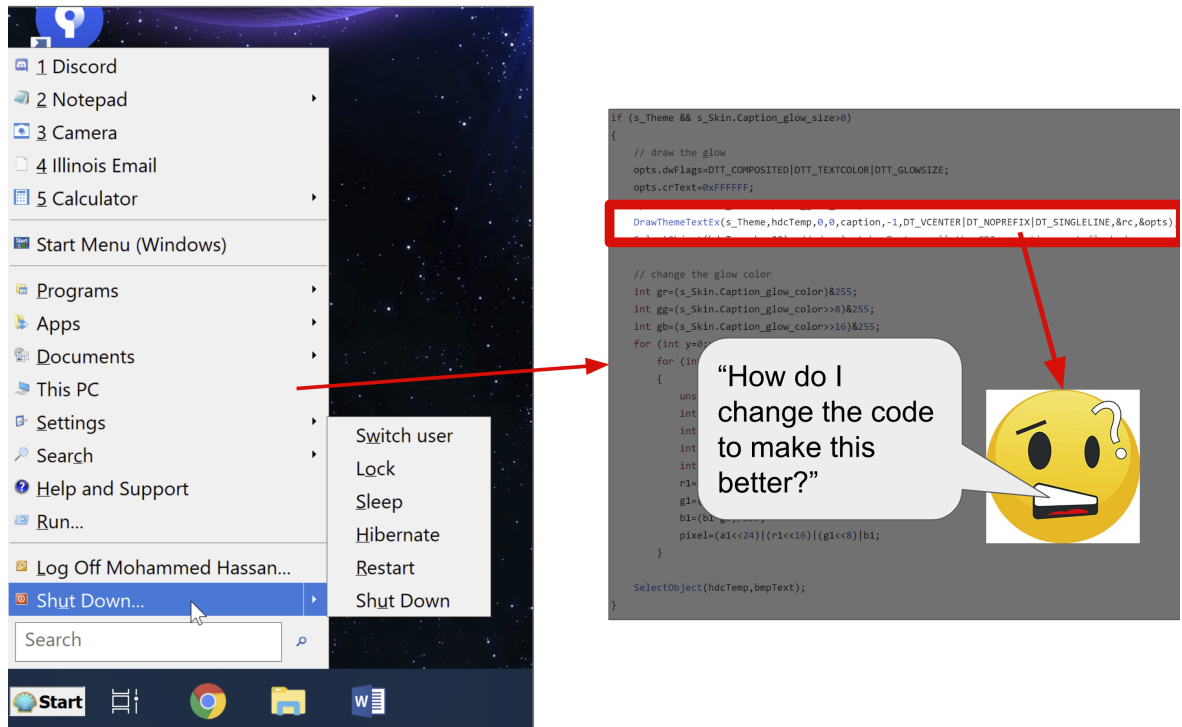 1 Discord
2 Notepad
3 Camera
4 Illinois Email
5 Calculator
Start Menu (Windows)
Programs
Apps
Documents
This PC
Settings
Search
Help and Support
Run...
Log Off Mohammed Hassan...
Shut Down...
Search
Start
Switch user
Lock
Sleep
Hibernate
Restart
Shut Down
if (s_Theme && s_Skin.Caption_glow_size>0)
{
// draw the glow
opts.dwFlags=DTT_COMPOSITED|DTT_TEXTCOLOR|DTT_GLOWSIZE;
opts.crText=0xFFFFFF;
DrawThemeTextEx(s_Theme,hdcTemp,0,0,caption,-1,DT_VCENTER|DT_NOPREFIX|DT_SINGLELINE,&rc,&opts)
// change the glow color
int gr=(s_Skin.Caption_glow_color)&255;
int gg=(s_Skin.Caption_glow_color>>8)&255;
int gb=(s_Skin.Caption_glow_color>>16)&255;
for (int y=0;
for (in
{
uns
int
int
int
int
r1=
g1=
b1=(b1
pixel=(a1<<24)|(r1<<16)|(g1<<8)|b1;
}
SelectObject(hdcTemp,bmpText);
}
“How do I
change the code
to make this
better?”
?
W